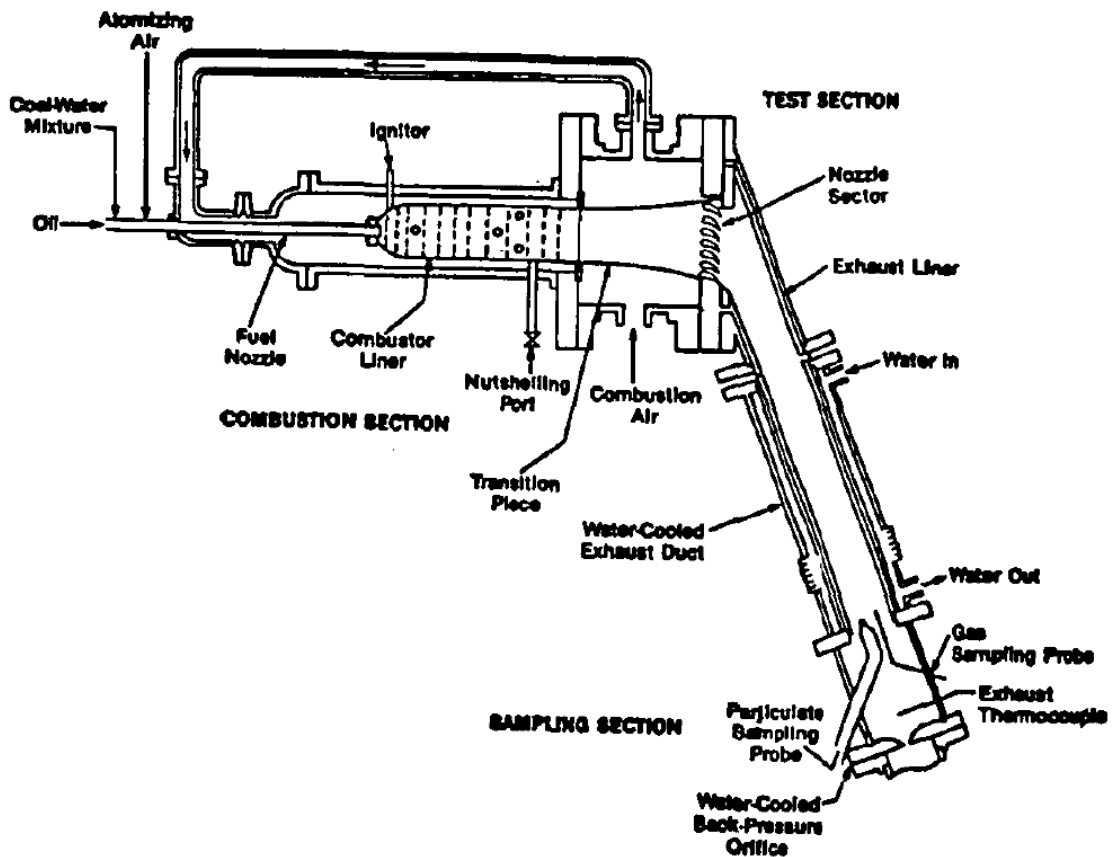 Atomizing
Air
Coal-Water
Mixture
Oil
Ignitor
TEST SECTION
Nozzle
Sector
Exhaust Liner
Fuel
Nozzle
Combustor
Liner
Nutshelling
Port
Combustion
Air
Water In
COMBUSTION SECTION
Transition
Piece
Water-Cooled
Exhaust Duct
Water Out
Gas
Sampling Probe
Exhaust
Thermocouple
SAMPLING SECTION
Particulate
Sampling
Probe
Water-Cooled
Back-Pressure
Orifice